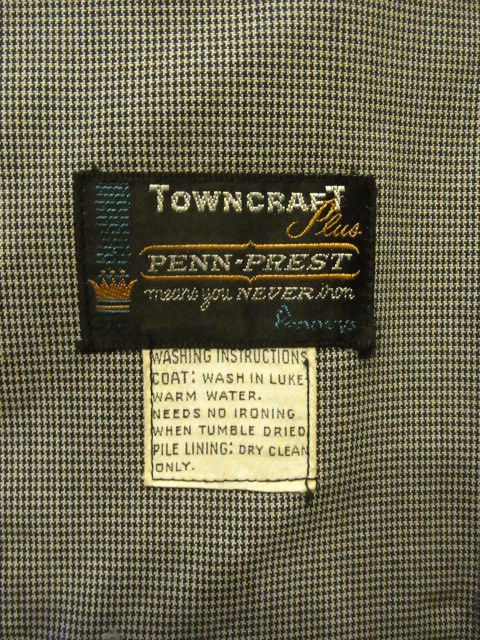 TOWNCRAFT
Plus
PENN-PREST
means you NEVER iron
Penneys
WASHING INSTRUCTIONS
COAT: WASH IN LUKE-
WARM WATER.
NEEDS NO IRONING
WHEN TUMBLE DRIED
PILE LINING: DRY CLEAN
ONLY.